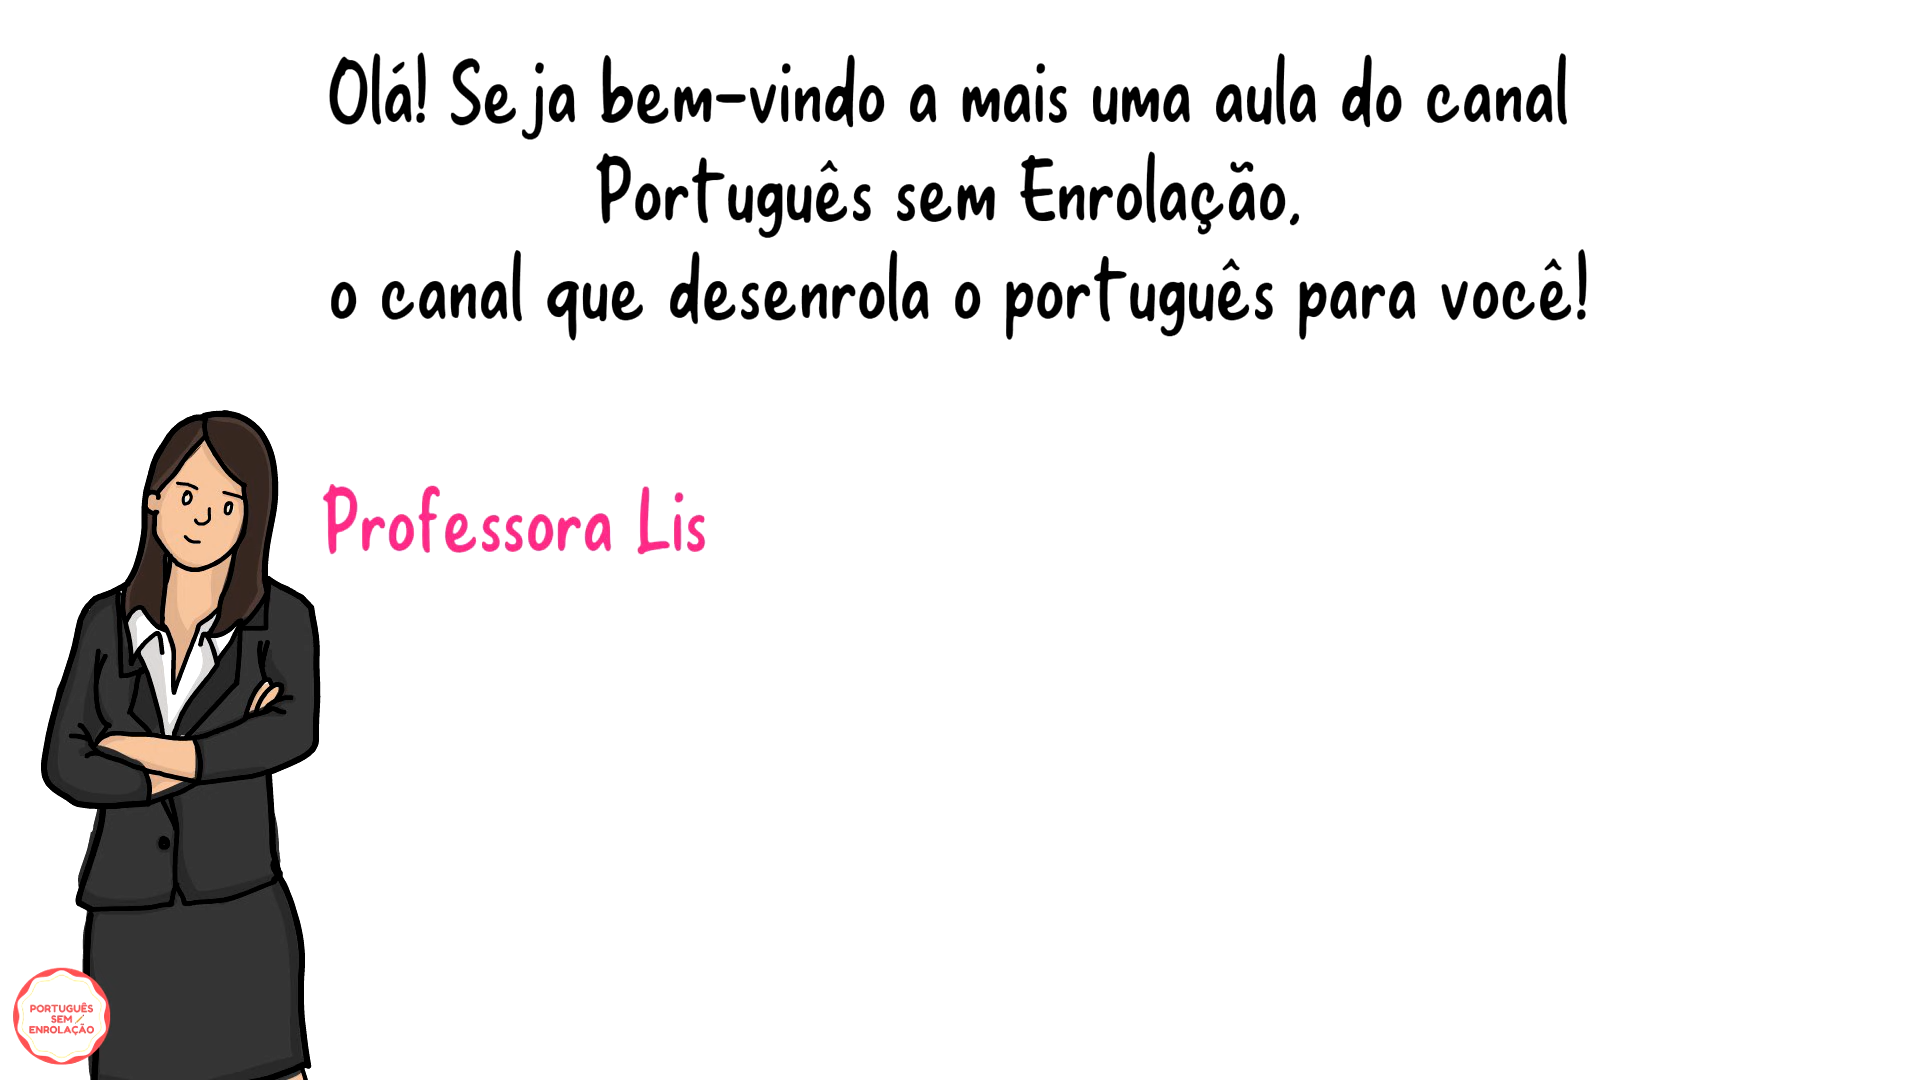 Olá! Seja bem-vindo a mais uma aula do canal
Português sem Enrolação,
o canal que desenrola o português para você!
Professora Lis
PORTUGUÊS
SEM
ENROLAÇÃO